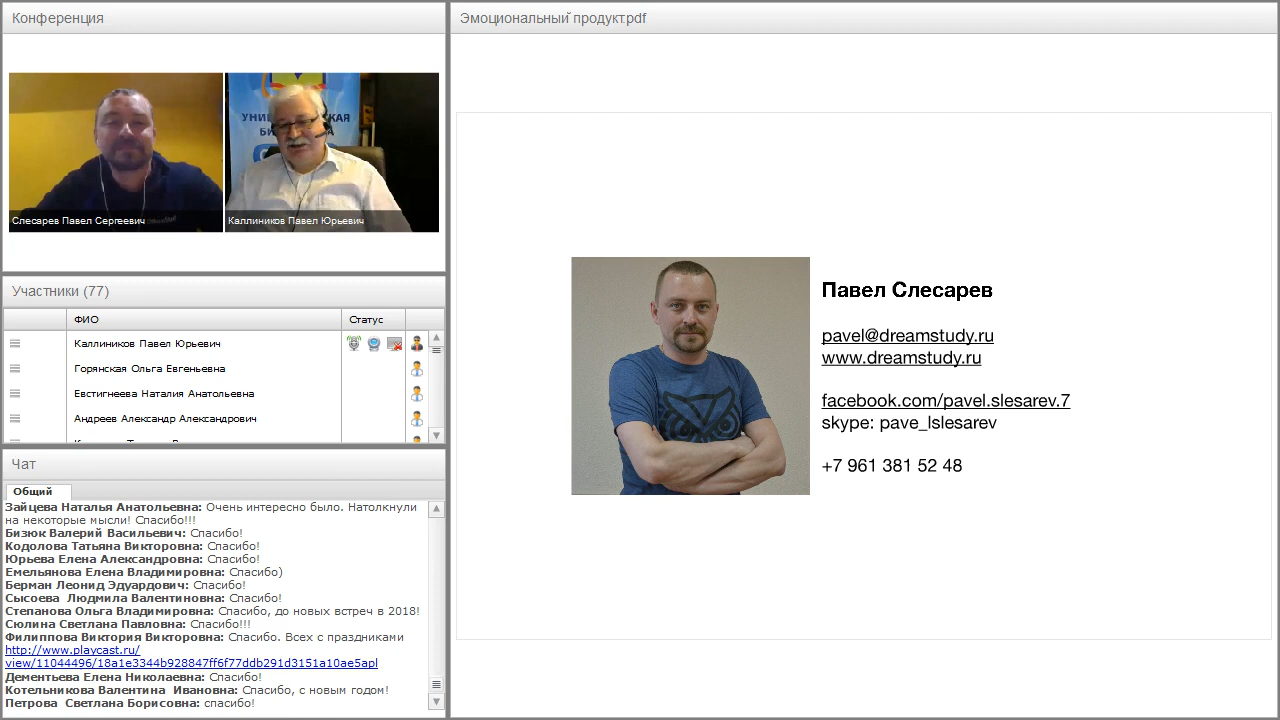 Конференция
УНИ
СКАЯ
БИ
Слесарев Павел Сергеевич
Каллиников Павел Юрьевич
Участники (77)
ФИО Статус
Каллиников Павел Юрьевич
Горянская Ольга Евгеньевна
Евстигнеева Наталия Анатольевна
Андреев Александр Александрович
Чат
Общий
Зайцева Наталья Анатольевна: Очень интересно было. Натолкнули
на некоторые мысли! Спасибо!!!
Бизюк Валерий Васильевич: Спасибо!
Кодолова Татьяна Викторовна: Спасибо!
Юрьева Елена Александровна: Спасибо!
Емельянова Елена Владимировна: Спасибо)
Берман Леонид Эдуардович: Спасибо!
Сысоева Людмила Валентиновна: Спасибо!
Степанова Ольга Владимировна: Спасибо, до новых встреч в 2018!
Сюлина Светлана Павловна: Спасибо!!!
Филиппова Виктория Викторовна: Спасибо. Всех с праздниками
http://www.playcast.ru/
view/11044496/18a1e3344b928847ff6f77ddb291d3151a10ae5apl
Дементьева Елена Николаевна: Спасибо!
Котельникова Валентина Ивановна: Спасибо, с новым годом!
Петрова Светлана Борисовна: спасибо!
Эмоциональный продукт.pdf
Павел Слесарев
pavel@dreamstudy.ru
www.dreamstudy.ru
facebook.com/pavel.slesarev.7
skype: pave_lslesarev
+7 961 381 52 48